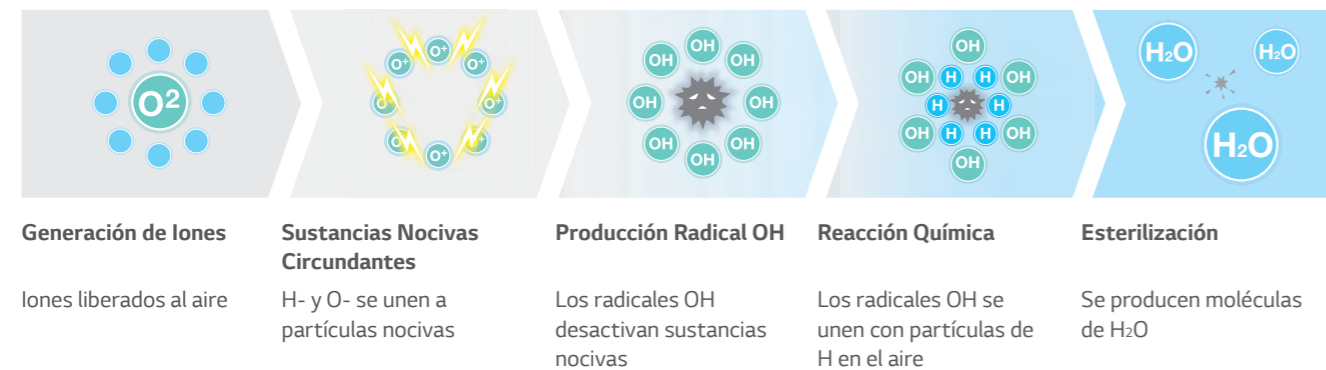 O²
O⁺ O⁺ O⁺
O⁺ O⁺
O⁺ O⁺
O⁺
OH OH OH
OH OH
OH OH
OH
OH
OH H H OH
H H
OH H H OH
OH
H₂O H₂O
H₂O
Generación de Iones
Iones liberados al aire
Sustancias Nocivas
Circundantes
H- y O- se unen a
partículas nocivas
Producción Radical OH
Los radicales OH
desactivan sustancias
nocivas
Reacción Química
Los radicales OH se
unen con partículas de
H en el aire
Esterilización
Se producen moléculas
de H₂O